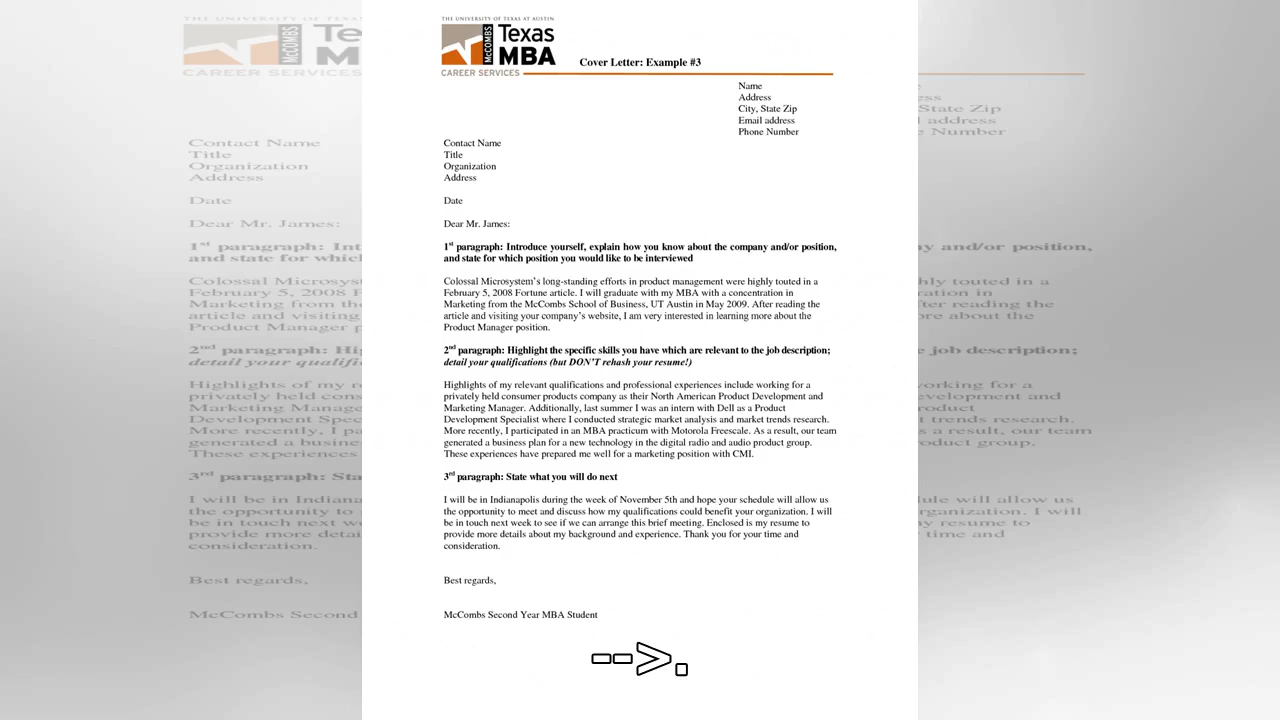 THE UNIVERSITY OF TEXAS AT AUSTIN
McCOMBS
Texas
MBA
CAREER SERVICES
Cover Letter: Example #3
Name
Address
City, State Zip
Email address
Phone Number
Contact Name
Title
Organization
Address
Date
Dear Mr. James:
1st paragraph: Introduce yourself, explain how you know about the company and/or position,
and state for which position you would like to be interviewed
Colossal Microsystem's long-standing efforts in product management were highly touted in a
February 5, 2008 Fortune article. I will graduate with my MBA with a concentration in
Marketing from the McCombs School of Business, UT Austin in May 2009. After reading the
article and visiting your company's website, I am very interested in learning more about the
Product Manager position.
2nd paragraph: Highlight the specific skills you have which are relevant to the job description;
detail your qualifications (but DON'T rehash your resume!)
Highlights of my relevant qualifications and professional experiences include working for a
privately held consumer products company as their North American Product Development and
Marketing Manager. Additionally, last summer I was an intern with Dell as a Product
Development Specialist where I conducted strategic market analysis and market trends research.
More recently, I participated in an MBA practicum with Motorola Freescale. As a result, our team
generated a business plan for a new technology in the digital radio and audio product group.
These experiences have prepared me well for a marketing position with CMI.
3rd paragraph: State what you will do next
I will be in Indianapolis during the week of November 5th and hope your schedule will allow us
the opportunity to meet and discuss how my qualifications could benefit your organization. I will
be in touch next week to see if we can arrange this brief meeting. Enclosed is my resume to
provide more details about my background and experience. Thank you for your time and
consideration.
Best regards,
McCombs Second Year MBA Student
-->.